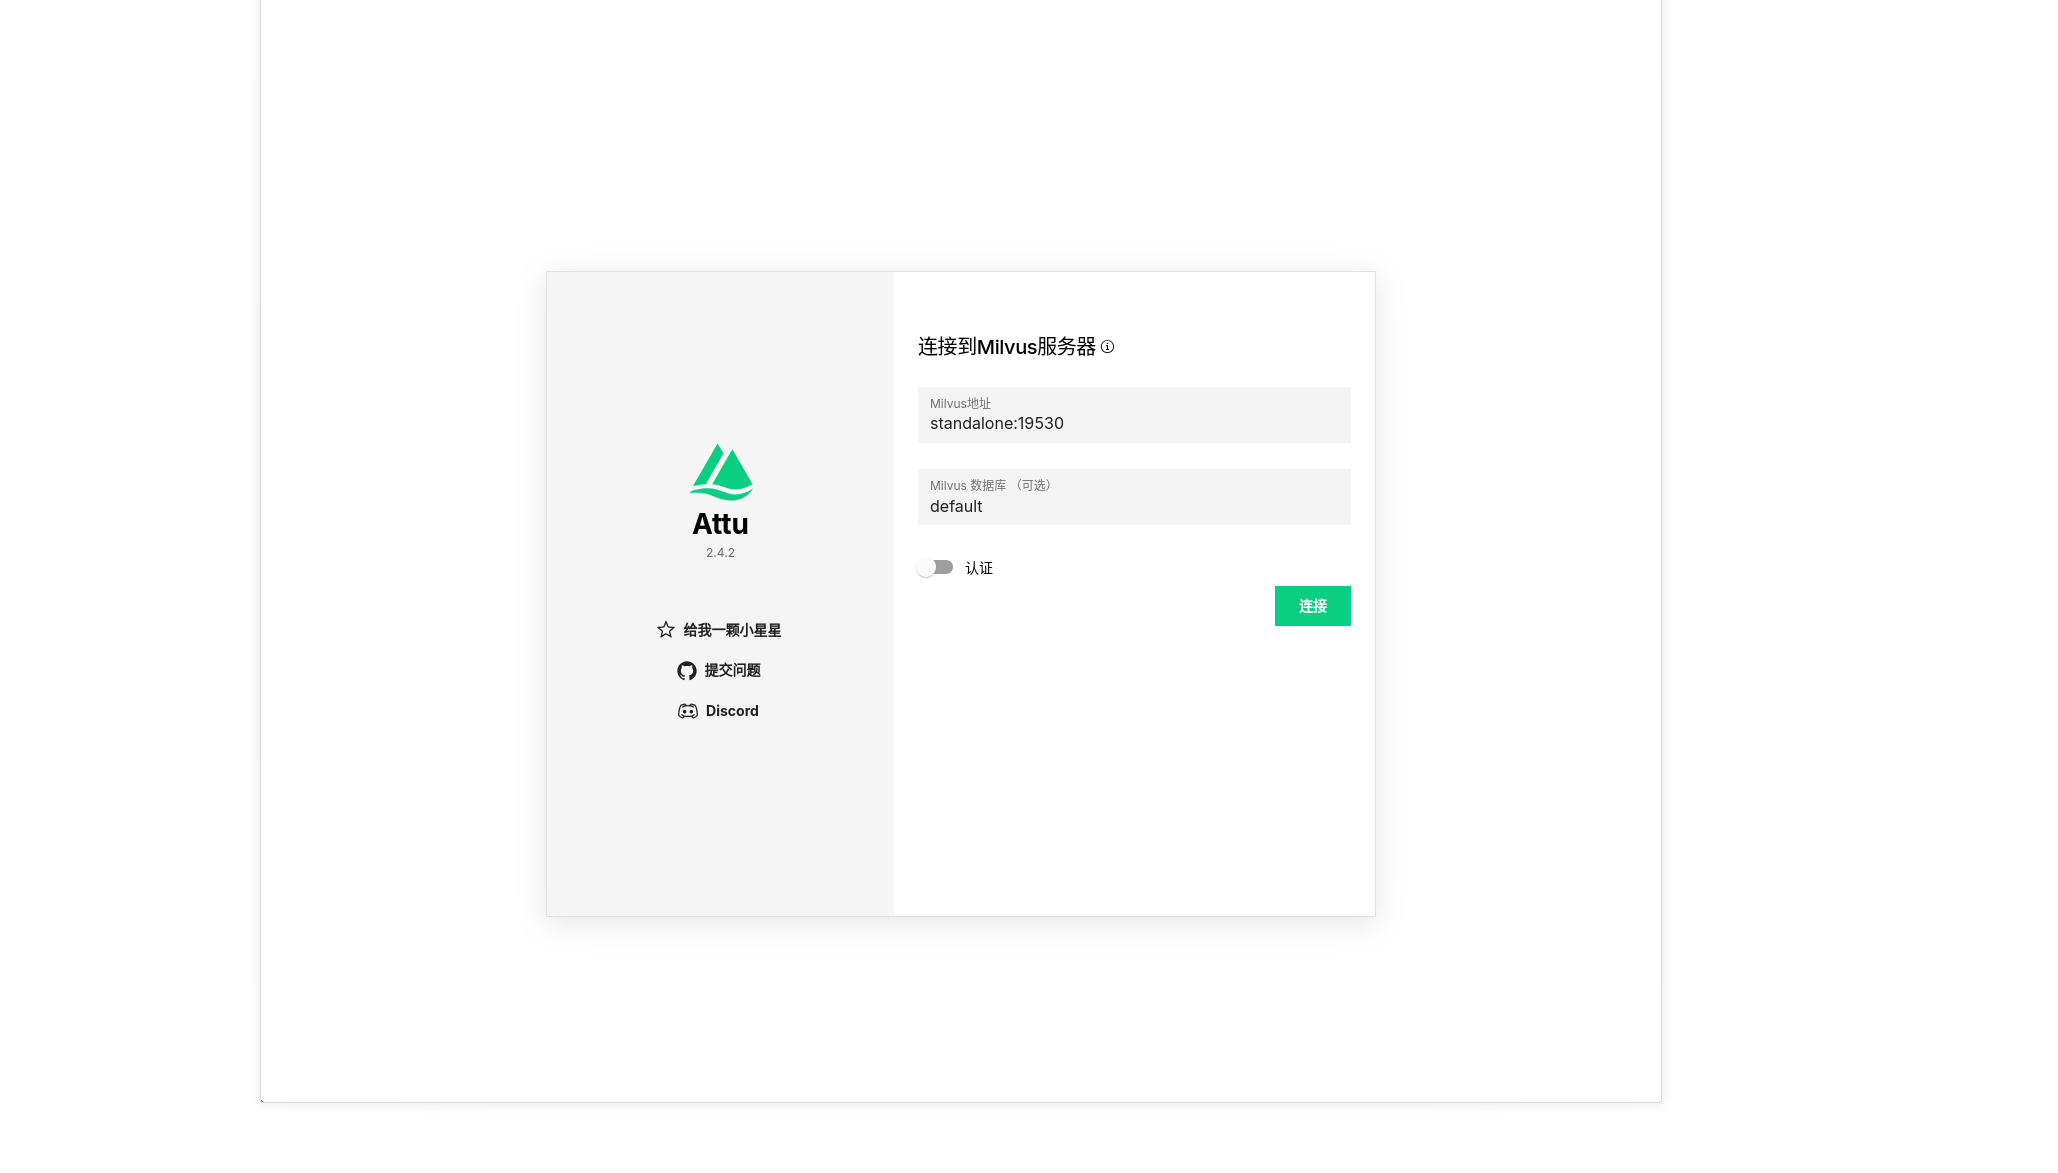 Attu
2.4.2
给我一颗小星星
提交问题
Discord
连接到Milvus服务器
Milvus地址
standalone:19530
Milvus 数据库 （可选）
default
认证
连接